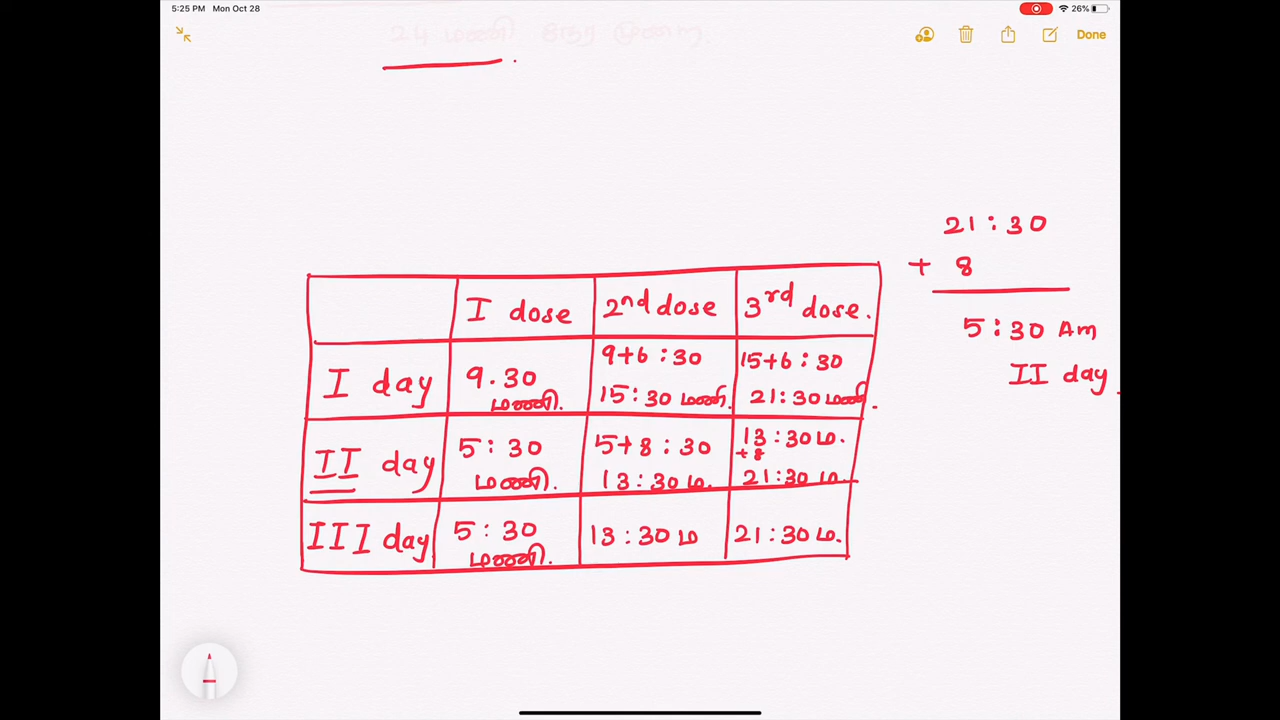 5:25 PM Mon Oct 28
26%
Done
24 மணி நேர முறை.
21:30
+ 8
5:30 Am
II day.
I dose 2nd dose 3rd dose.
I day 9.30 மணி. 9+6:30 15:30 மணி. 15+6:30 21:30 மணி.
II day 5:30 மணி. 5+8:30 13:30 ம. 13:30 ம. +8 21:30 ம.
III day 5:30 மணி. 13:30 ம 21:30 ம.